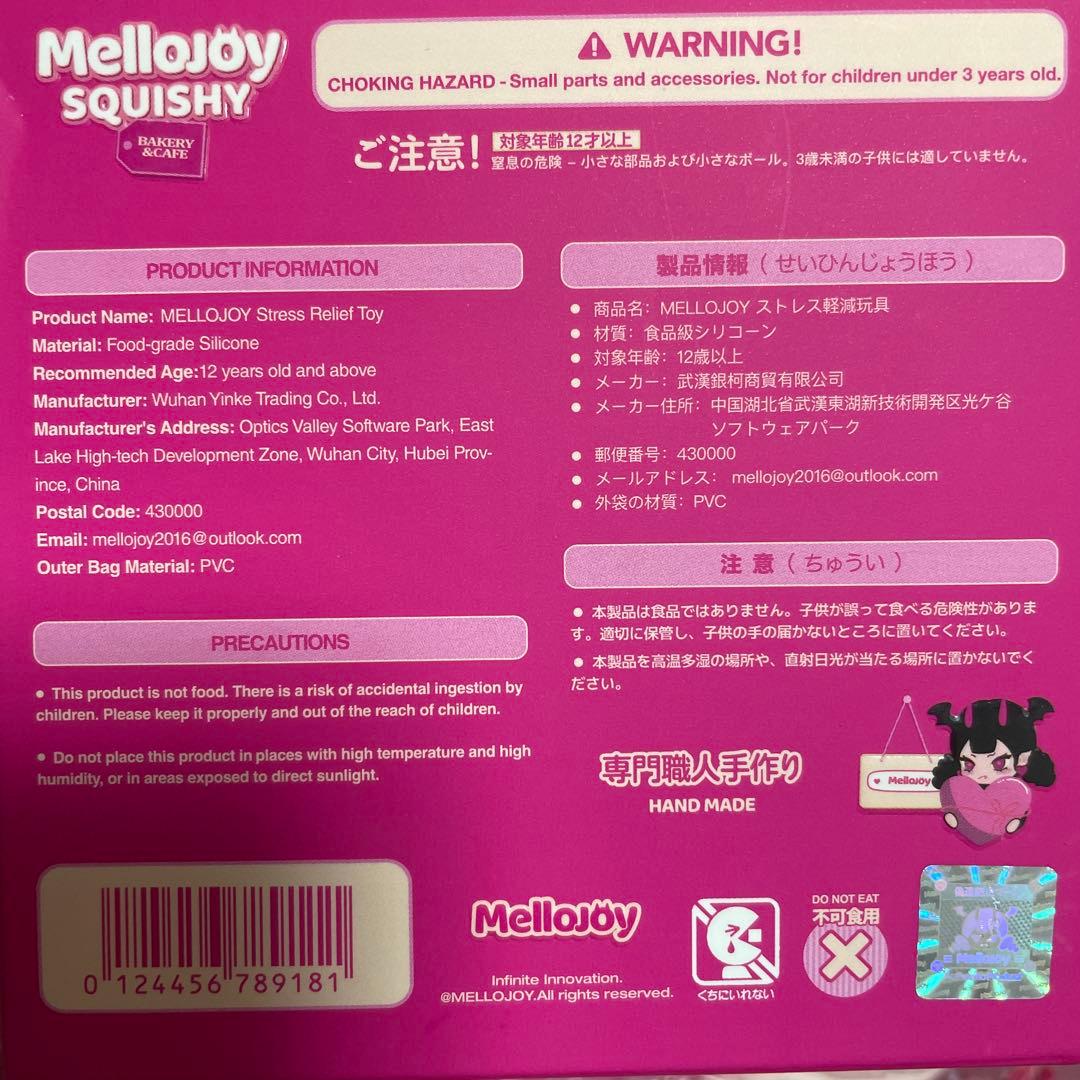 MelloJOY
SQUISHY
BAKERY
&CAFE
WARNING!
CHOKING HAZARD - Small parts and accessories. Not for children under 3 years old.
ご注意! 対象年齢12才以上
窒息の危険 – 小さな部品および小さなボール。3歳未満の子供には適していません。
PRODUCT INFORMATION
Product Name: MELLOJOY Stress Relief Toy
Material: Food-grade Silicone
Recommended Age:12 years old and above
Manufacturer: Wuhan Yinke Trading Co., Ltd.
Manufacturer's Address: Optics Valley Software Park, East
Lake High-tech Development Zone, Wuhan City, Hubei Prov-
ince, China
Postal Code: 430000
Email: mellojoy2016@outlook.com
Outer Bag Material: PVC
PRECAUTIONS
● This product is not food. There is a risk of accidental ingestion by
children. Please keep it properly and out of the reach of children.
● Do not place this product in places with high temperature and high
humidity, or in areas exposed to direct sunlight.
製品情報 ( せいひんじょうほう )
● 商品名: MELLOJOY ストレス軽減玩具
● 材質: 食品級シリコーン
● 対象年齢: 12歳以上
● メーカー: 武漢銀柯商貿有限公司
● メーカー住所: 中国湖北省武漢東湖新技術開発区光ケ谷
ソフトウェアパーク
● 郵便番号: 430000
● メールアドレス: mellojoy2016@outlook.com
● 外袋の材質: PVC
注 意 ( ちゅうい )
● 本製品は食品ではありません。子供が誤って食べる危険性がありま
す。適切に保管し、子供の手の届かないところに置いてください。
● 本製品を高温多湿の場所や、直射日光が当たる場所に置かないでく
ださい。
専門職人手作り
HAND MADE
MelloJOY
0 124456 789181
MelloJOY
Infinite Innovation.
@MELLOJOY.All rights reserved.
くちにいれない
DO NOT EAT
不可食用
MelloJOY